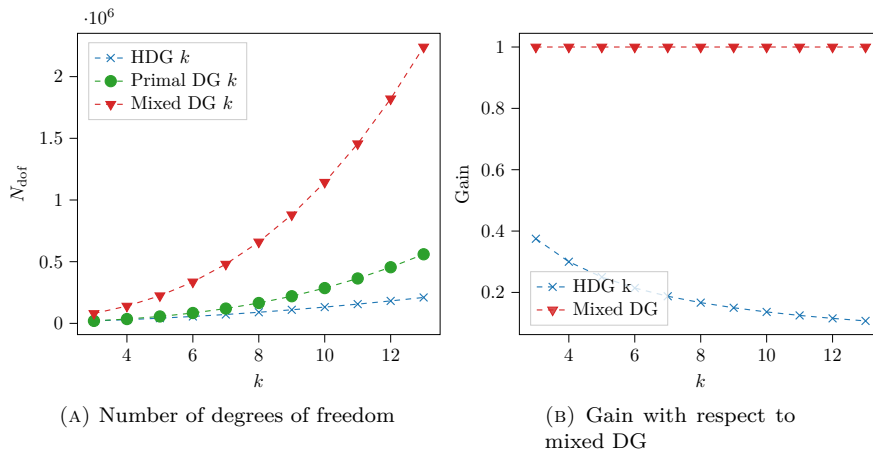 ·10⁶
HDG k
Primal DG k
Mixed DG k
2
1.5
1
0.5
0
N_dof
4
6
8
10
12
k
(A) Number of degrees of freedom
1
0.8
0.6
0.4
0.2
Gain
HDG k
Mixed DG
4
6
8
10
12
k
(B) Gain with respect to
mixed DG